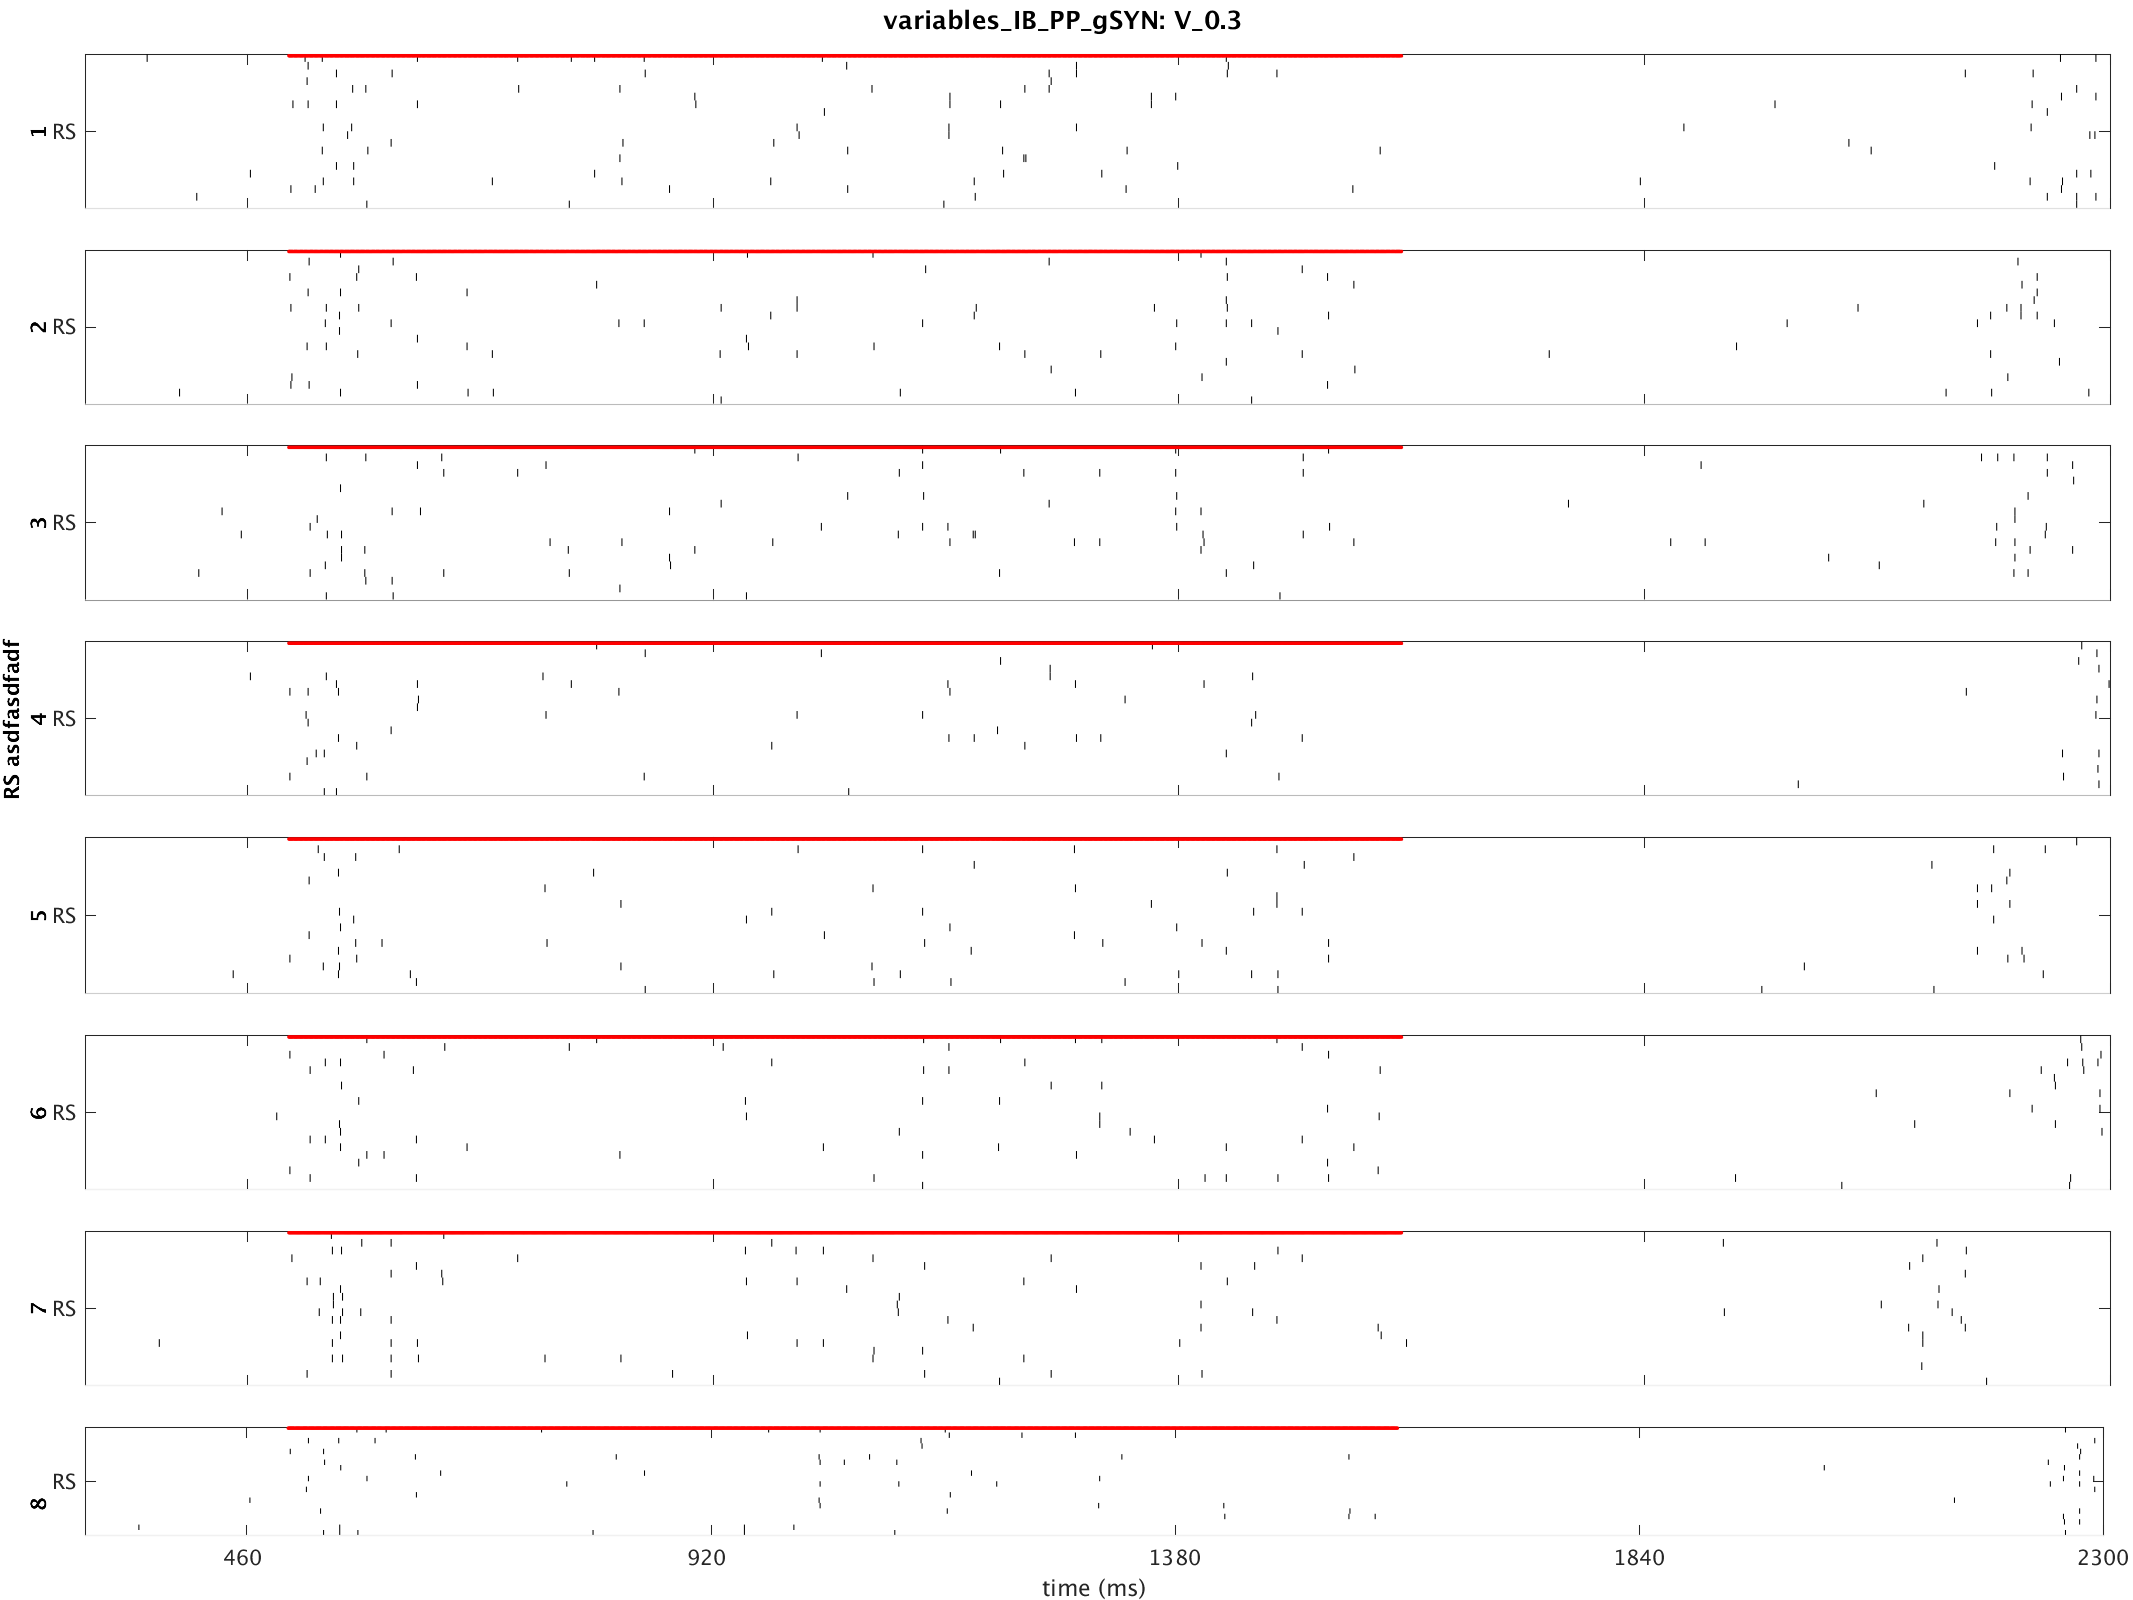 variables_IB_PP_gSYN: V_0.3
1 RS
2 RS
3 RS
RS asdfasdfadf
4 RS
5 RS
6 RS
7 RS
8 RS
460 920 1380 1840 2300
time (ms)